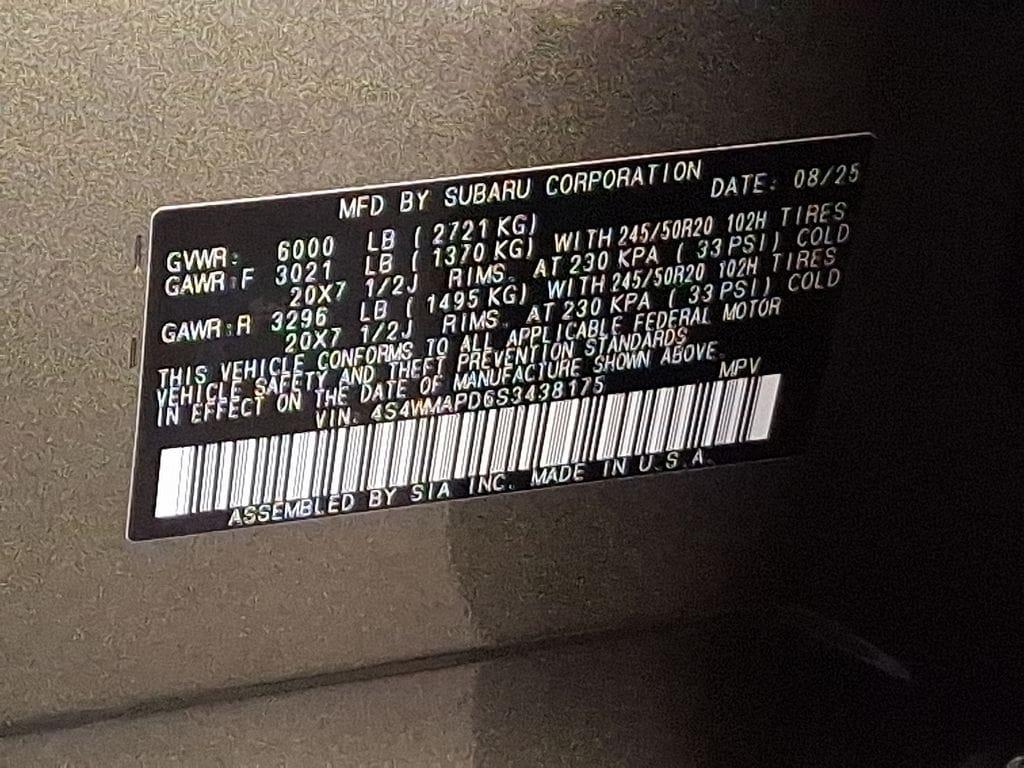 MFD BY SUBARU CORPORATION DATE: 08/25
GVWR: 6000 LB ( 2721 KG)
GAWR:F 3021 LB ( 1370 KG) WITH 245/50R20 102H TIRES
20X7 1/2J RIMS. AT 230 KPA ( 33 PSI) COLD
GAWR:R 3296 LB ( 1495 KG) WITH 245/50R20 102H TIRES
20X7 1/2J RIMS. AT 230 KPA ( 33 PSI) COLD
THIS VEHICLE CONFORMS TO ALL APPLICABLE FEDERAL MOTOR
VEHICLE SAFETY AND THEFT PREVENTION STANDARDS
IN EFFECT ON THE DATE OF MANUFACTURE SHOWN ABOVE.
VIN. 4S4WMAPD6S3438175 MPV
ASSEMBLED BY SIA INC. MADE IN U.S.A.